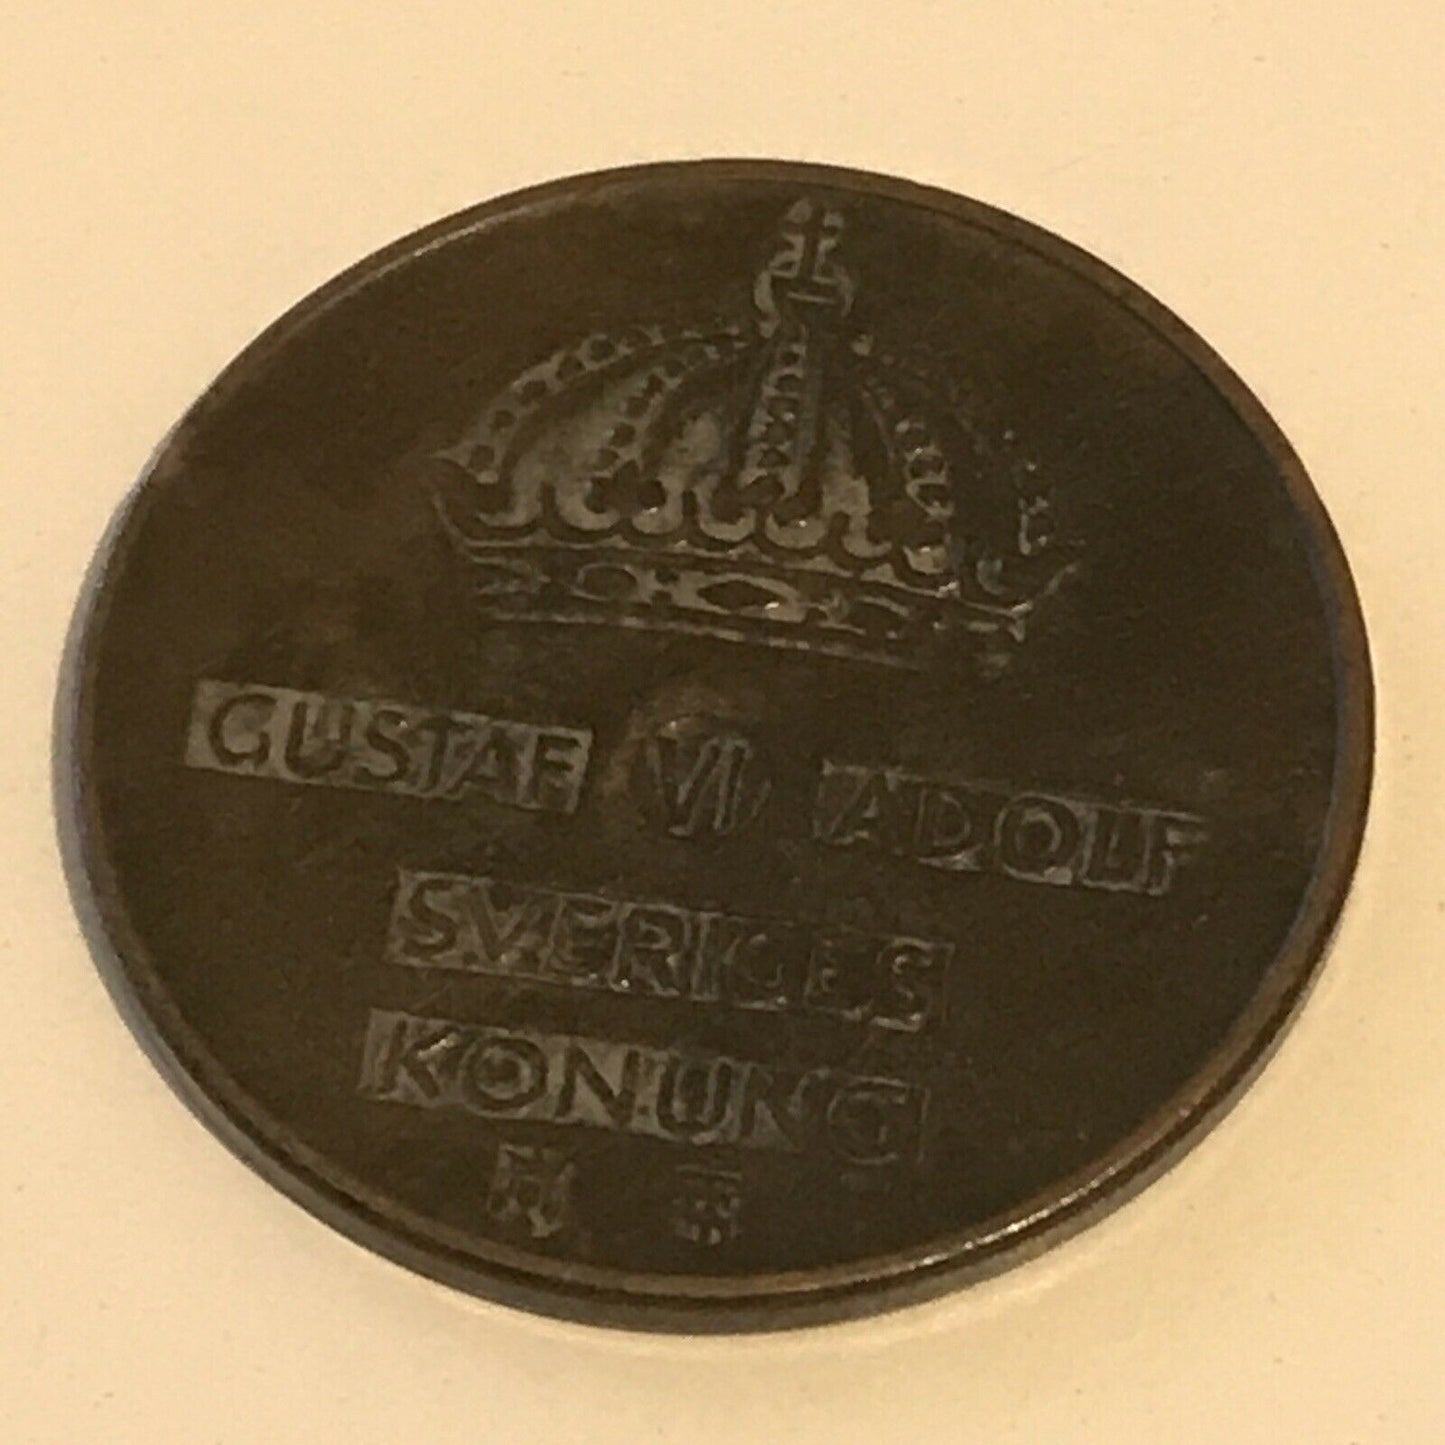 GUSTAF VI ADOLF
SVERIGES
KONUNG